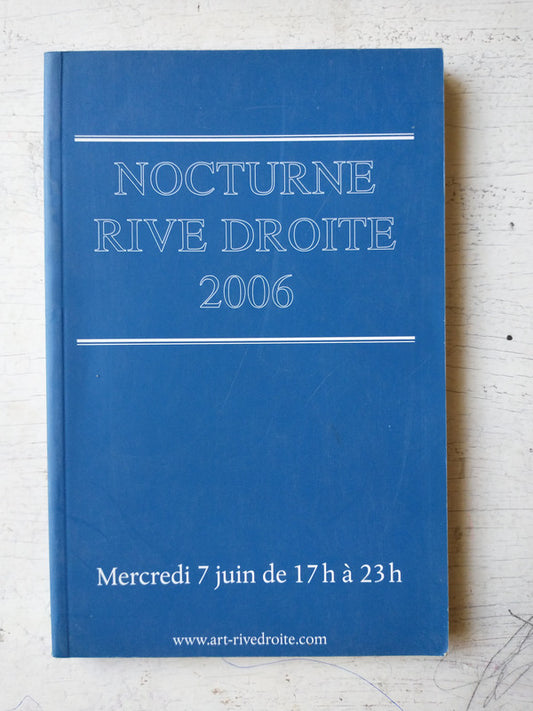 NOCTURNE
RIVE DROITE
2006
Mercredi 7 juin de 17 h à 23 h
www.art-rivedroite.com